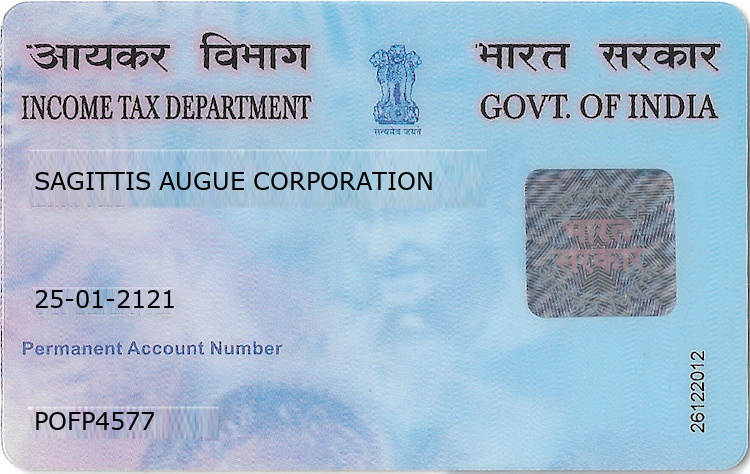 आयकर विभाग
भारत सरकार
INCOME TAX DEPARTMENT
GOVT. OF INDIA
सत्यमेव जयते
SAGITTIS AUGUE CORPORATION
भारत
सरकार
25-01-2121
Permanent Account Number
26122012
POFP4577